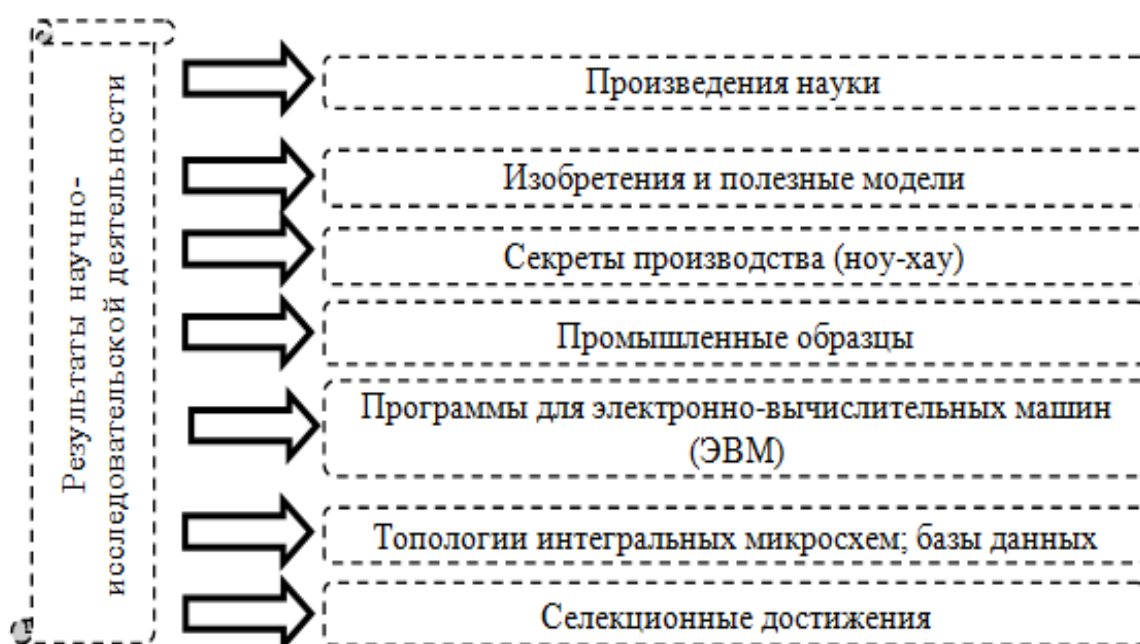 Результаты научно-
исследовательской деятельности
Произведения науки
Изобретения и полезные модели
Секреты производства (ноу-хау)
Промышленные образцы
Программы для электронно-вычислительных машин
(ЭВМ)
Топологии интегральных микросхем; базы данных
Селекционные достижения